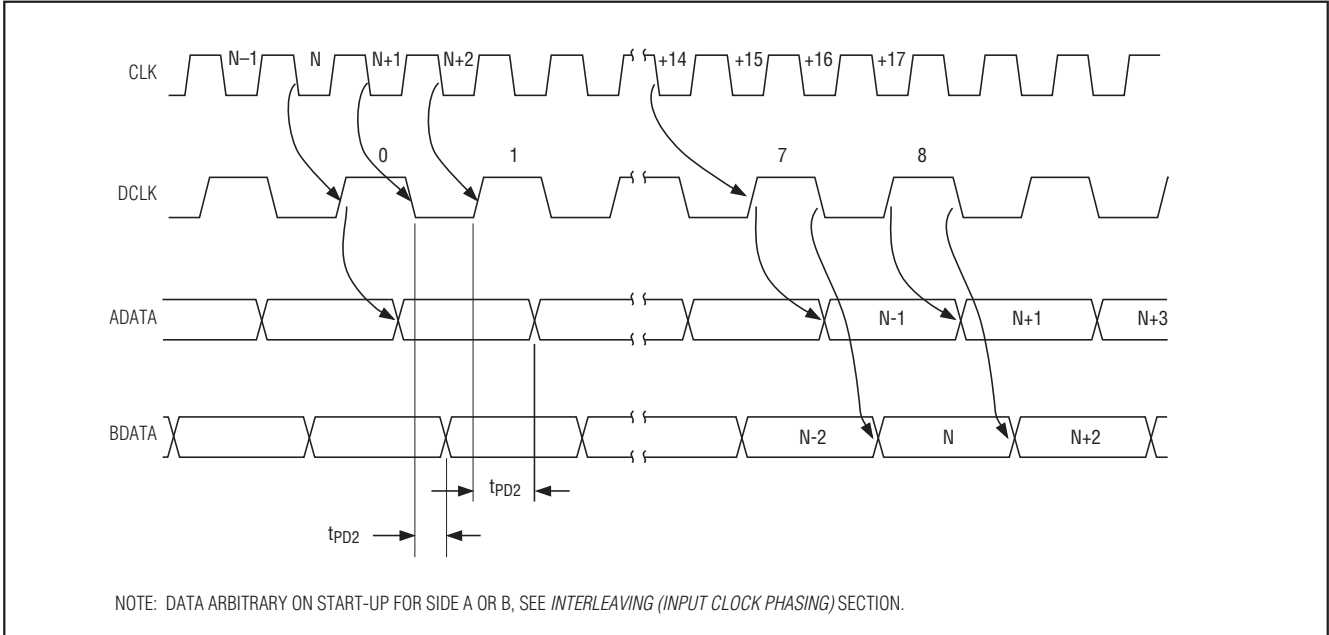 CLK N–1 N N+1 N+2 +14 +15 +16 +17
0 1 7 8
DCLK
ADATA N-1 N+1 N+3
BDATA N-2 N N+2
tPD2
tPD2
NOTE: DATA ARBITRARY ON START-UP FOR SIDE A OR B, SEE INTERLEAVING (INPUT CLOCK PHASING) SECTION.